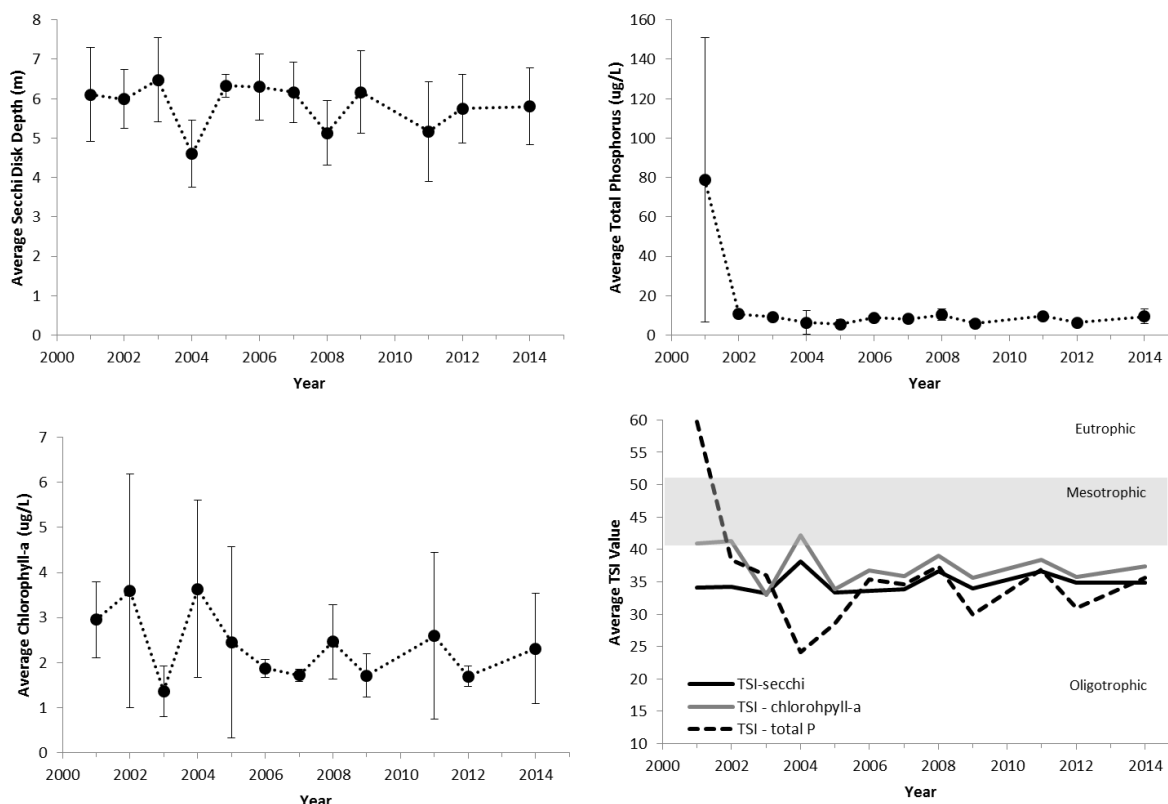 Average Secchi Disk Depth (m)
8
7
6
5
4
3
2
1
0
2000 2002 2004 2006 2008 2010 2012 2014
Year
Average Total Phosphorus (ug/L)
160
140
120
100
80
60
40
20
0
2000 2002 2004 2006 2008 2010 2012 2014
Year
Average Chlorophyll-a (ug/L)
7
6
5
4
3
2
1
0
2000 2002 2004 2006 2008 2010 2012 2014
Year
Average TSI Value
60
55
50
45
40
35
30
25
20
15
10
Eutrophic
Mesotrophic
Oligotrophic
TSI-secchi
TSI - chlorohpyll-a
TSI - total P
2000 2002 2004 2006 2008 2010 2012 2014
Year